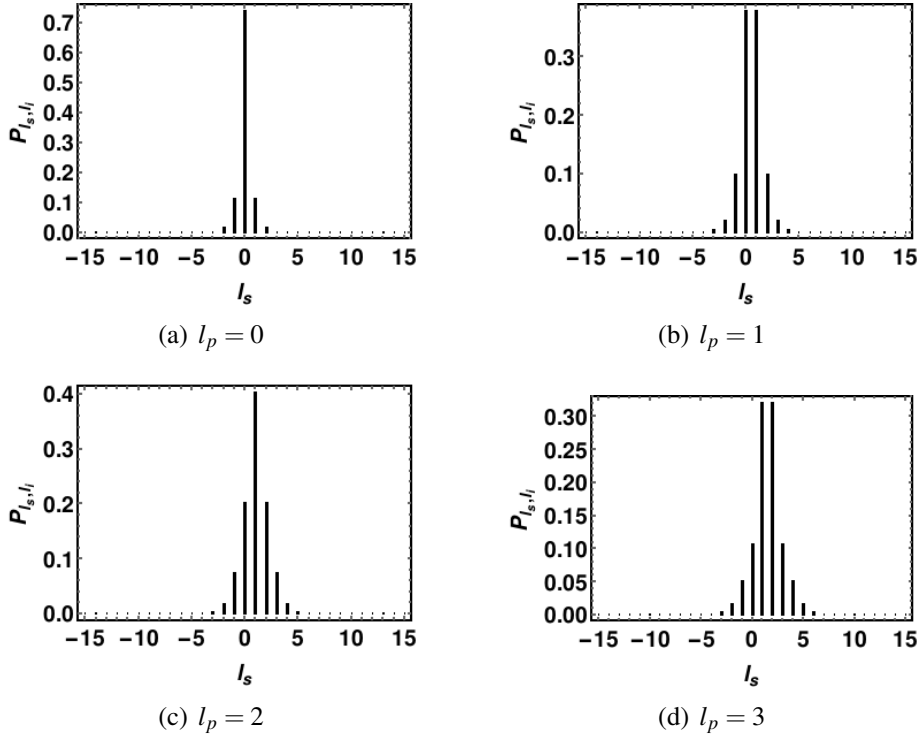 0.7
0.6
0.5
0.4
0.3
0.2
0.1
0.0
P_{l_s,l_i}
−15 −10 −5 0 5 10 15
l_s
(a) l_p = 0
0.3
0.2
0.1
0.0
P_{l_s,l_i}
−15 −10 −5 0 5 10 15
l_s
(b) l_p = 1
0.4
0.3
0.2
0.1
0.0
P_{l_s,l_i}
−15 −10 −5 0 5 10 15
l_s
(c) l_p = 2
0.30
0.25
0.20
0.15
0.10
0.05
0.00
P_{l_s,l_i}
−15 −10 −5 0 5 10 15
l_s
(d) l_p = 3